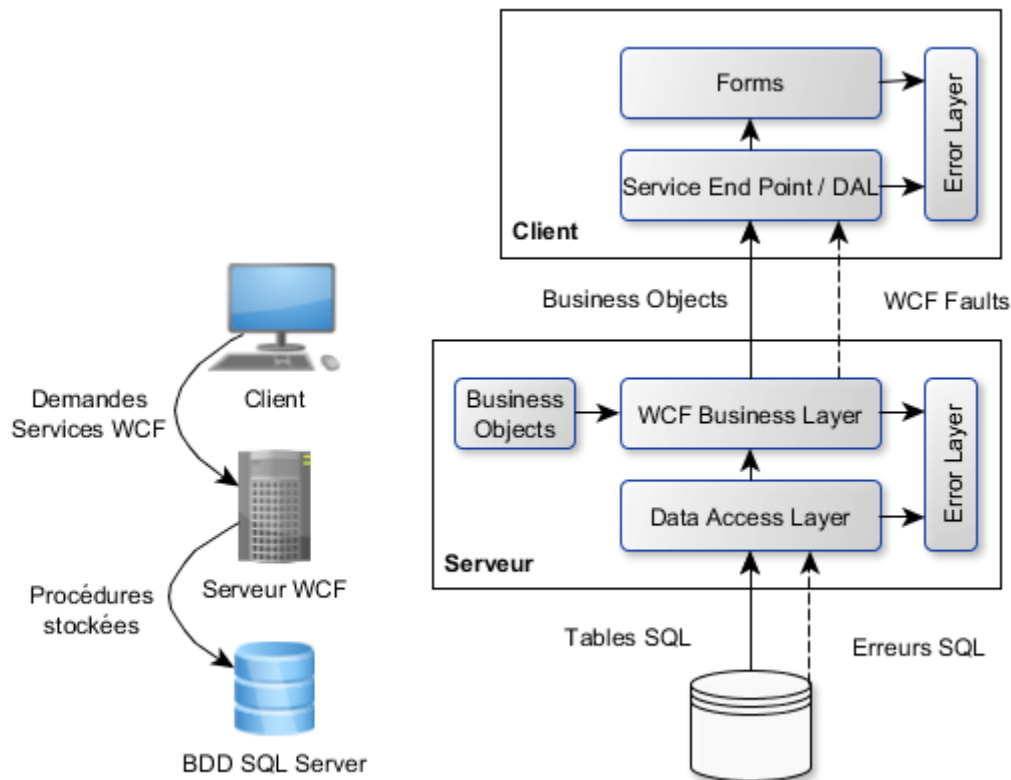 Forms
Error Layer
Service End Point / DAL
Client
Business Objects
WCF Faults
Business
Objects
WCF Business Layer
Error Layer
Data Access Layer
Serveur
Tables SQL
Erreurs SQL
Demandes
Services WCF
Client
Serveur WCF
Procédures
stockées
BDD SQL Server